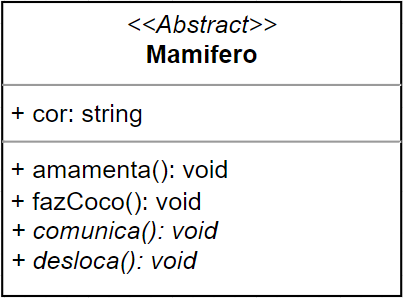 <<Abstract>>
Mamifero
+ cor: string
+ amamenta(): void
+ fazCoco(): void
+ comunica(): void
+ desloca(): void